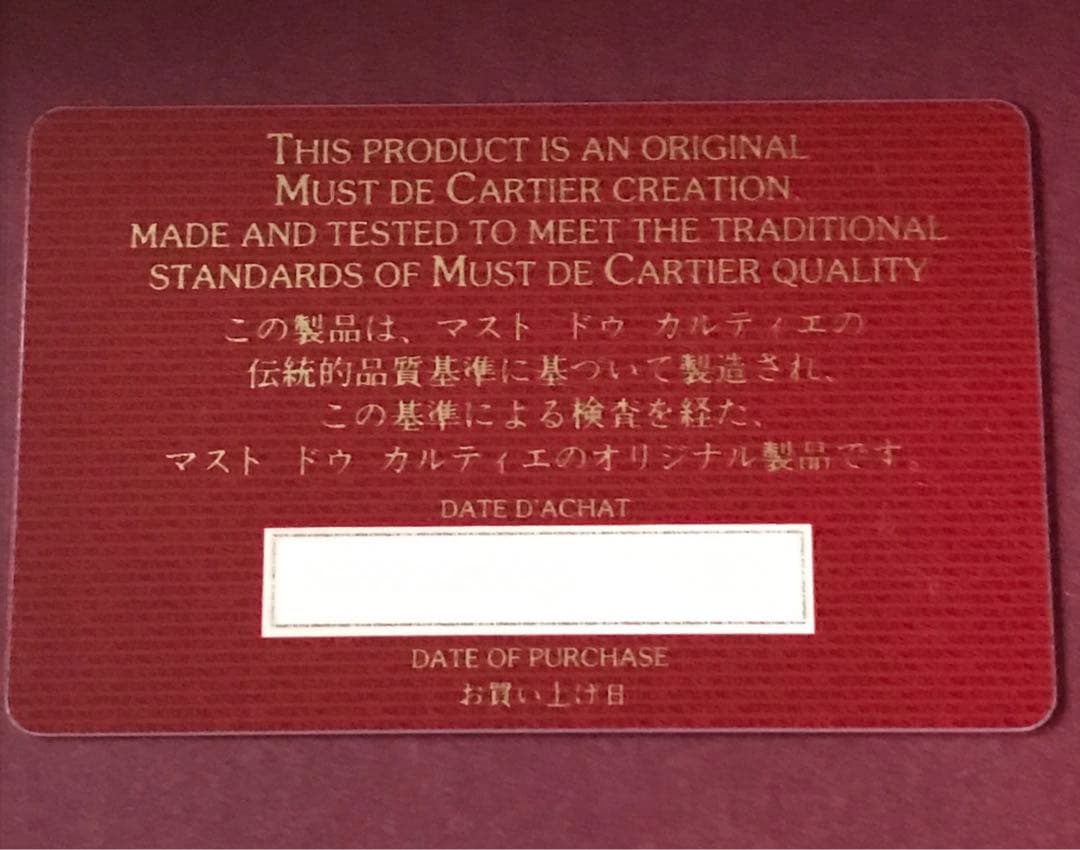 THIS PRODUCT IS AN ORIGINAL
MUST DE CARTIER CREATION
MADE AND TESTED TO MEET THE TRADITIONAL
STANDARDS OF MUST DE CARTIER QUALITY
この製品は、マスト ドゥ カルティエの
伝統的品質基準に基づいて製造され、
この基準による検査を経た、
マスト ドゥ カルティエのオリジナル製品です。
DATE D'ACHAT
DATE OF PURCHASE
お買い上げ日